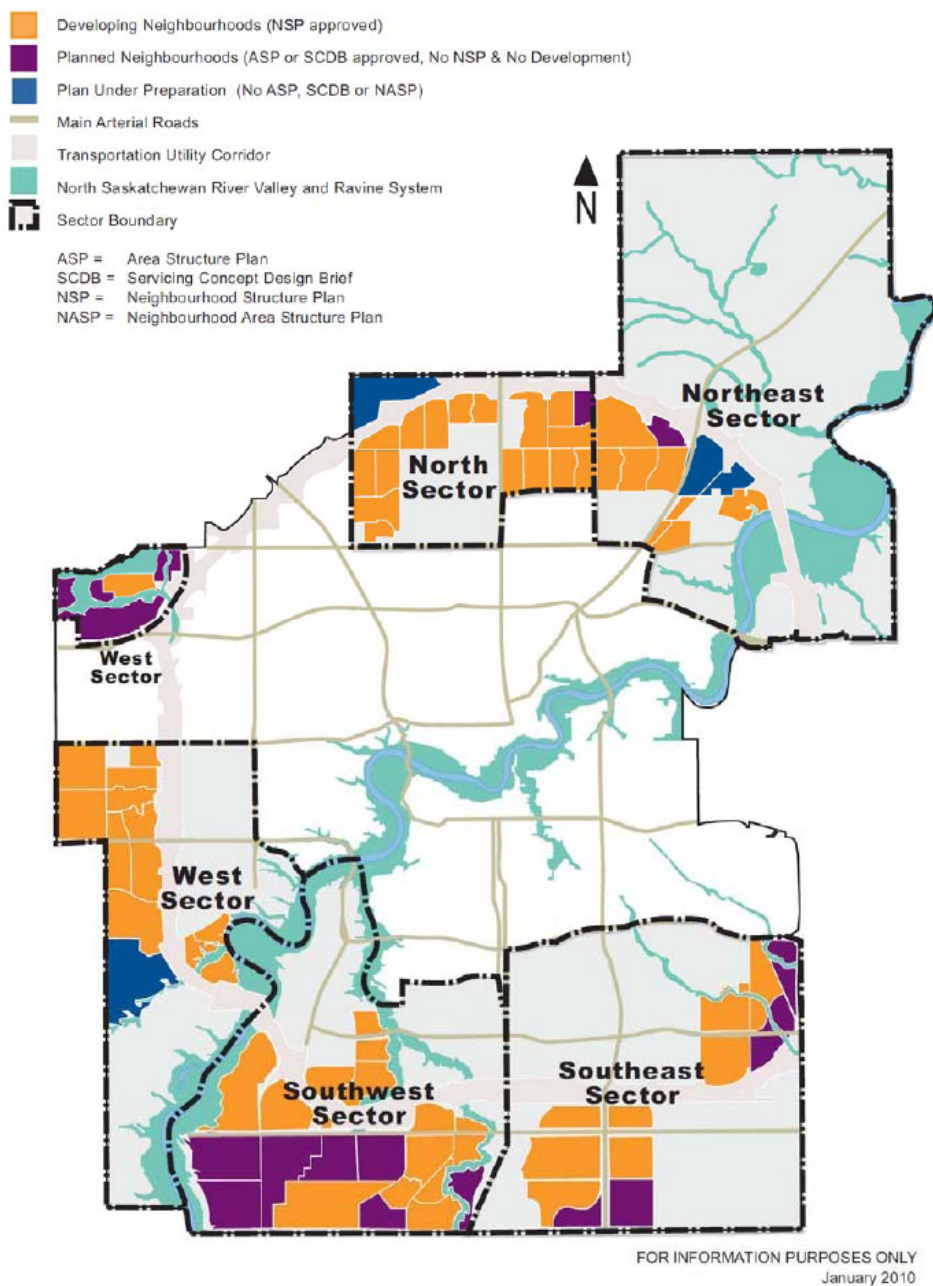 Developing Neighbourhoods (NSP approved)
Planned Neighbourhoods (ASP or SCDB approved, No NSP & No Development)
Plan Under Preparation (No ASP, SCDB or NASP)
Main Arterial Roads
Transportation Utility Corridor
North Saskatchewan River Valley and Ravine System
Sector Boundary
ASP = Area Structure Plan
SCDB = Servicing Concept Design Brief
NSP = Neighbourhood Structure Plan
NASP = Neighbourhood Area Structure Plan
N
Northeast
Sector
North
Sector
West
Sector
West
Sector
Southwest
Sector
Southeast
Sector
FOR INFORMATION PURPOSES ONLY
January 2010